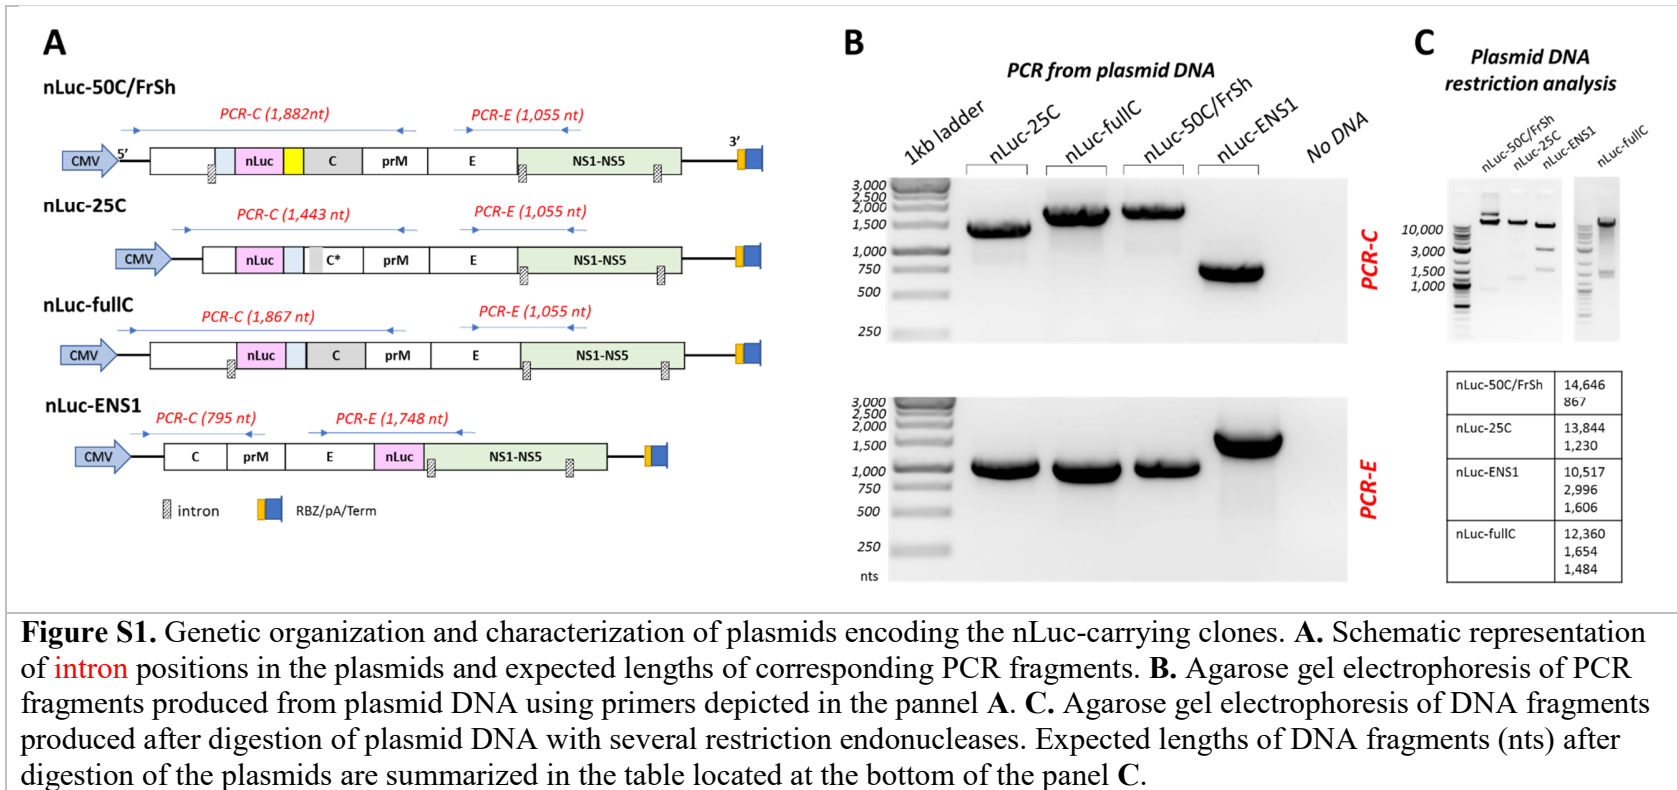 A
nLuc-50C/FrSh
PCR-C (1,882nt)
PCR-E (1,055 nt)
CMV
5’
nLuc
C
prM
E
NS1-NS5
3’
nLuc-25C
PCR-C (1,443 nt)
PCR-E (1,055 nt)
CMV
nLuc
C*
prM
E
NS1-NS5
nLuc-fullC
PCR-C (1,867 nt)
PCR-E (1,055 nt)
CMV
nLuc
C
prM
E
NS1-NS5
nLuc-ENS1
PCR-C (795 nt)
PCR-E (1,748 nt)
CMV
C
prM
E
nLuc
NS1-NS5
intron
RBZ/pA/Term
B
PCR from plasmid DNA
1kb ladder
nLuc-25C
nLuc-fullC
nLuc-50C/FrSh
nLuc-ENS1
No DNA
3,000
2,500
2,000
1,500
1,000
750
500
250
PCR-C
3,000
2,500
2,000
1,500
1,000
750
500
250
nts
PCR-E
C
Plasmid DNA
restriction analysis
nLuc-50C/FrSh
nLuc-25C
nLuc-ENS1
nLuc-fullC
10,000
3,000
1,500
1,000
nLuc-50C/FrSh 14,646
867
nLuc-25C 13,844
1,230
nLuc-ENS1 10,517
2,996
1,606
nLuc-fullC 12,360
1,654
1,484
Figure S1. Genetic organization and characterization of plasmids encoding the nLuc-carrying clones. A. Schematic representation
of intron positions in the plasmids and expected lengths of corresponding PCR fragments. B. Agarose gel electrophoresis of PCR
fragments produced from plasmid DNA using primers depicted in the pannel A. C. Agarose gel electrophoresis of DNA fragments
produced after digestion of plasmid DNA with several restriction endonucleases. Expected lengths of DNA fragments (nts) after
digestion of the plasmids are summarized in the table located at the bottom of the panel C.